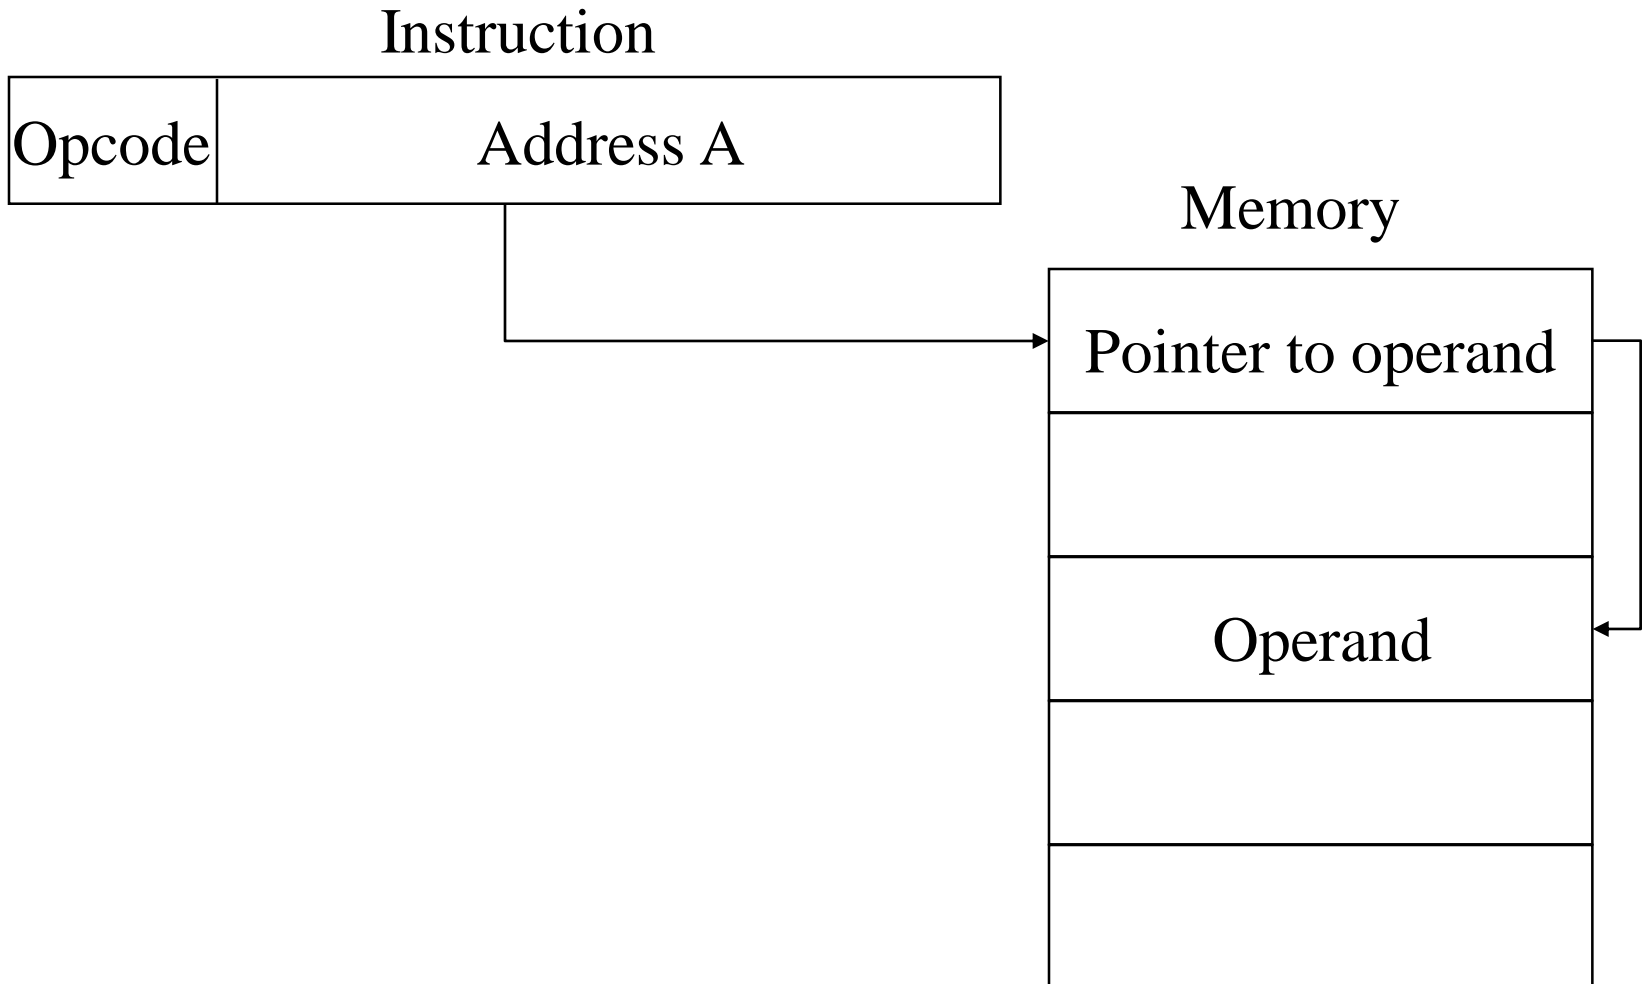 Instruction
Opcode
Address A
Memory
Pointer to operand
Operand